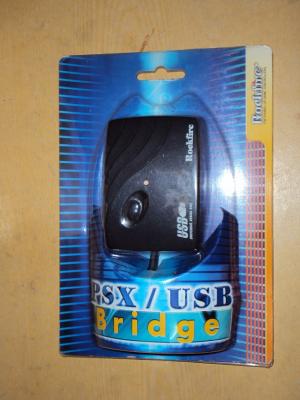 Rockfire
Rockfire
USB
PSX / USB
Bridge